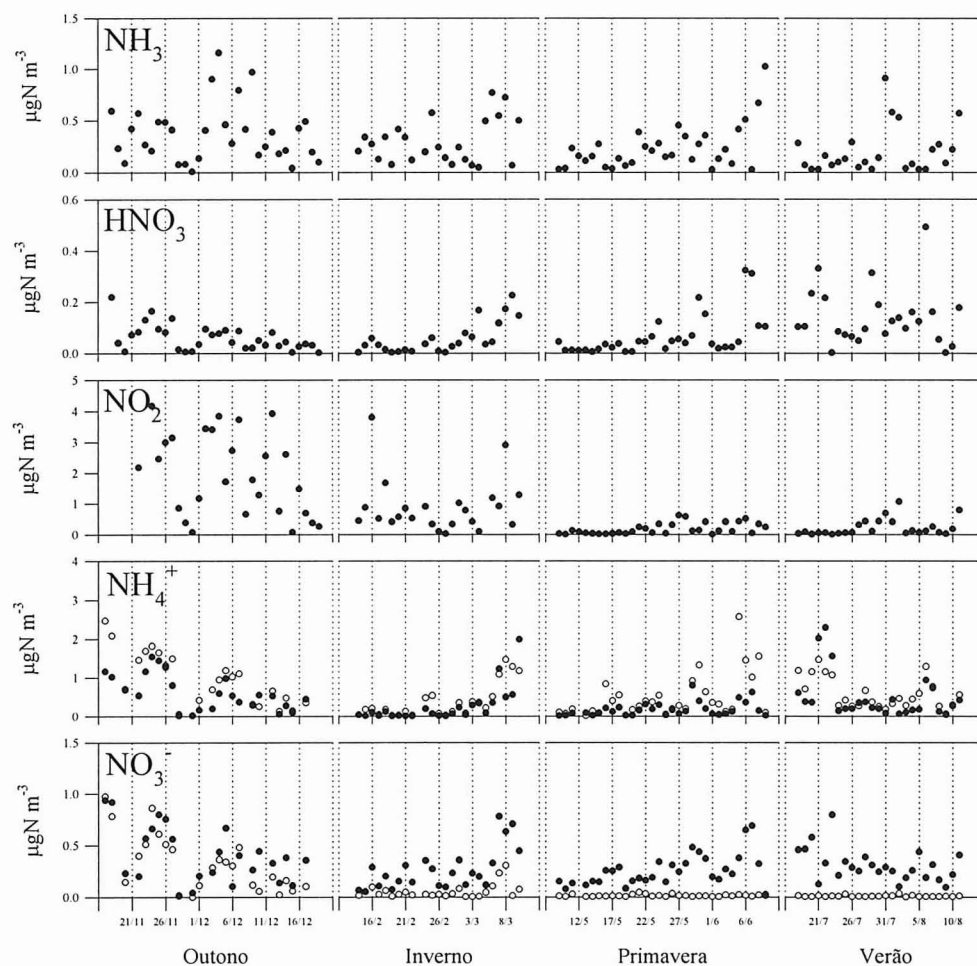 1.5
NH₃
1.0
µgN m⁻³
0.5
0.0
0.6
HNO₃
0.4
µgN m⁻³
0.2
0.0
5
NO₂
4
3
µgN m⁻³
2
1
0
4
NH₄⁺
3
µgN m⁻³
2
1
0
1.5
NO₃⁻
1.0
µgN m⁻³
0.5
0.0
21/11 26/11 1/12 6/12 11/12 16/12 16/2 21/2 26/2 3/3 8/3 12/5 17/5 22/5 27/5 1/6 6/6 21/7 26/7 31/7 5/8 10/8
Outono Inverno Primavera Verão